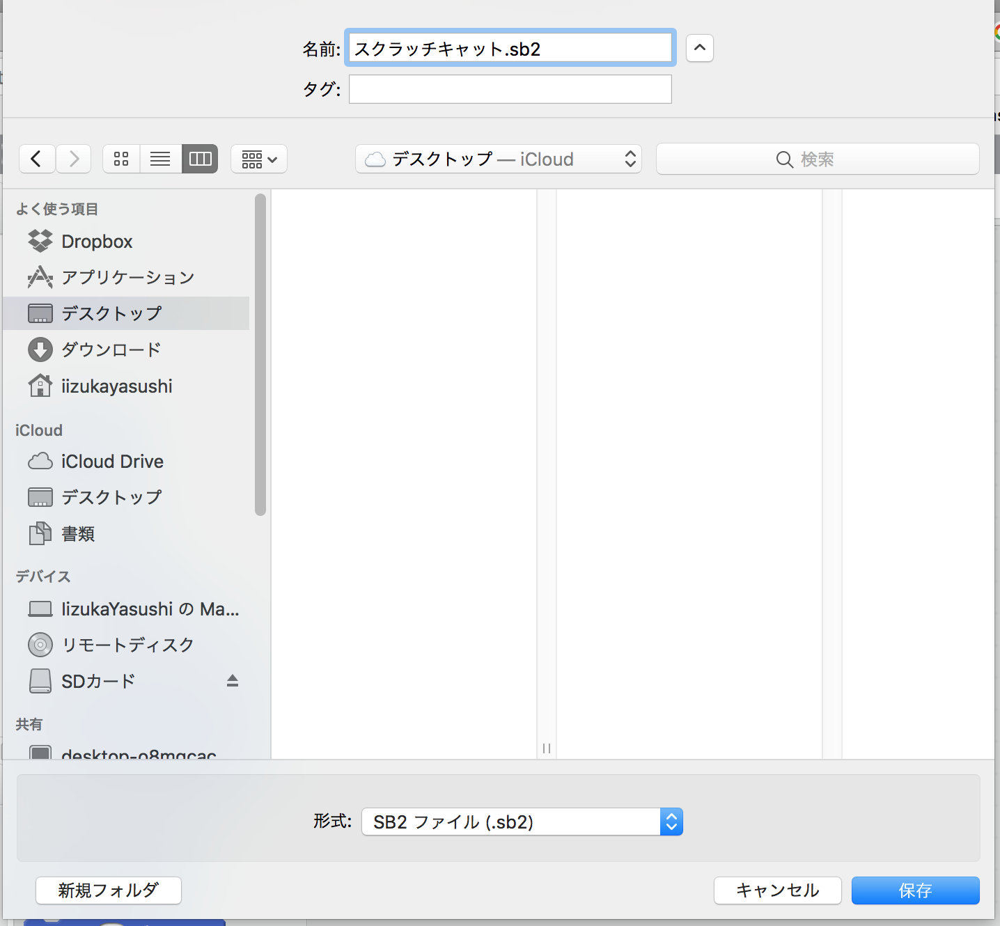 名前: スクラッチキャット.sb2
タグ:
デスクトップ — iCloud
検索
よく使う項目
Dropbox
アプリケーション
デスクトップ
ダウンロード
iizukayasushi
iCloud
iCloud Drive
デスクトップ
書類
デバイス
IizukaYasushi の Ma...
リモートディスク
SDカード
共有
desktop-o8mgcac
形式: SB2 ファイル (.sb2)
新規フォルダ
キャンセル
保存